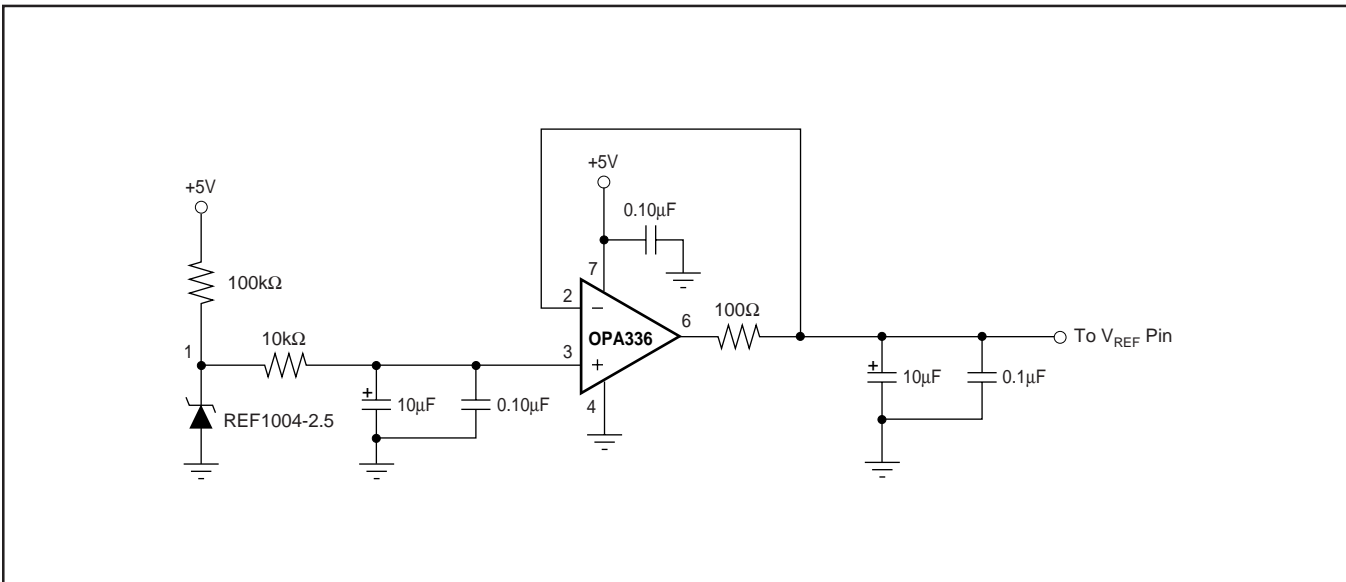 +5V
100kΩ
1
10kΩ
REF1004-2.5
+
10µF
0.10µF
+5V
0.10µF
7
2
−
OPA336
3
+
4
6
100Ω
+
10µF
0.1µF
To VREF Pin